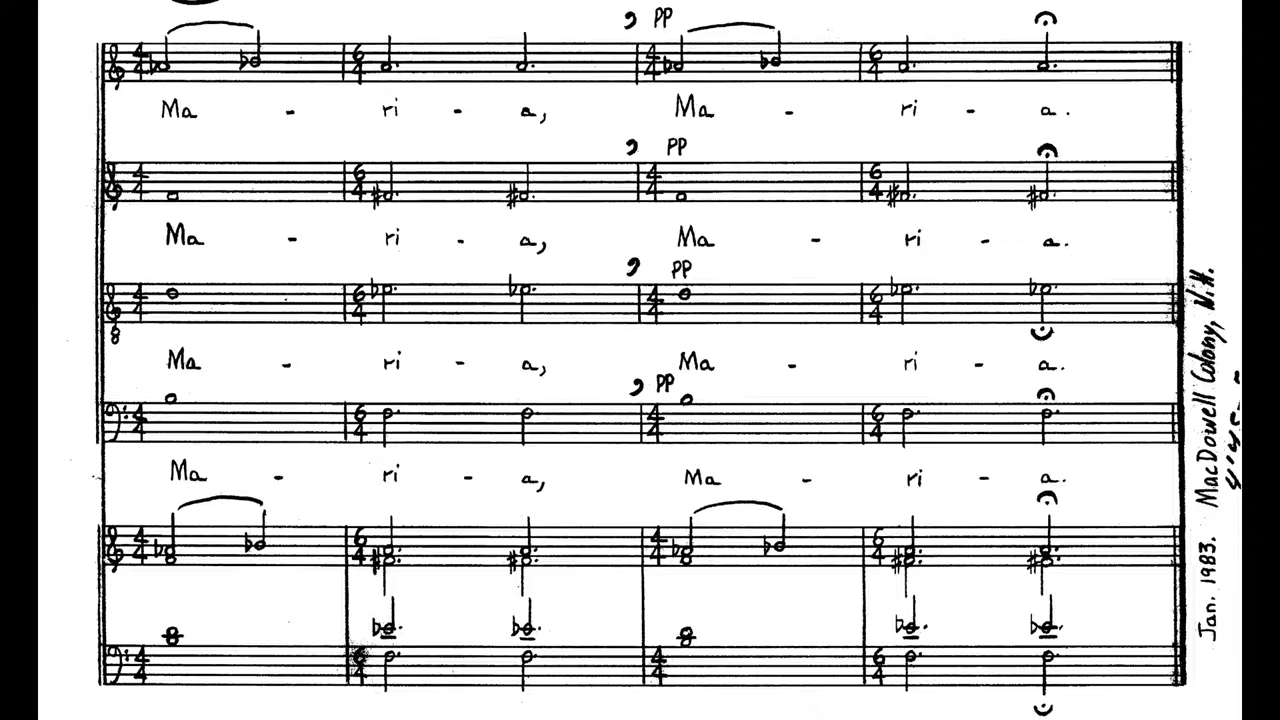 pp
Ma - ri - a, Ma - ri - a.
pp
Ma - ri - a, Ma - ri - a.
pp
Ma - ri - a, Ma - ri - a.
pp
Ma - ri - a, Ma - ri - a.
Jan. 1983. MacDowell Colony, N.H.